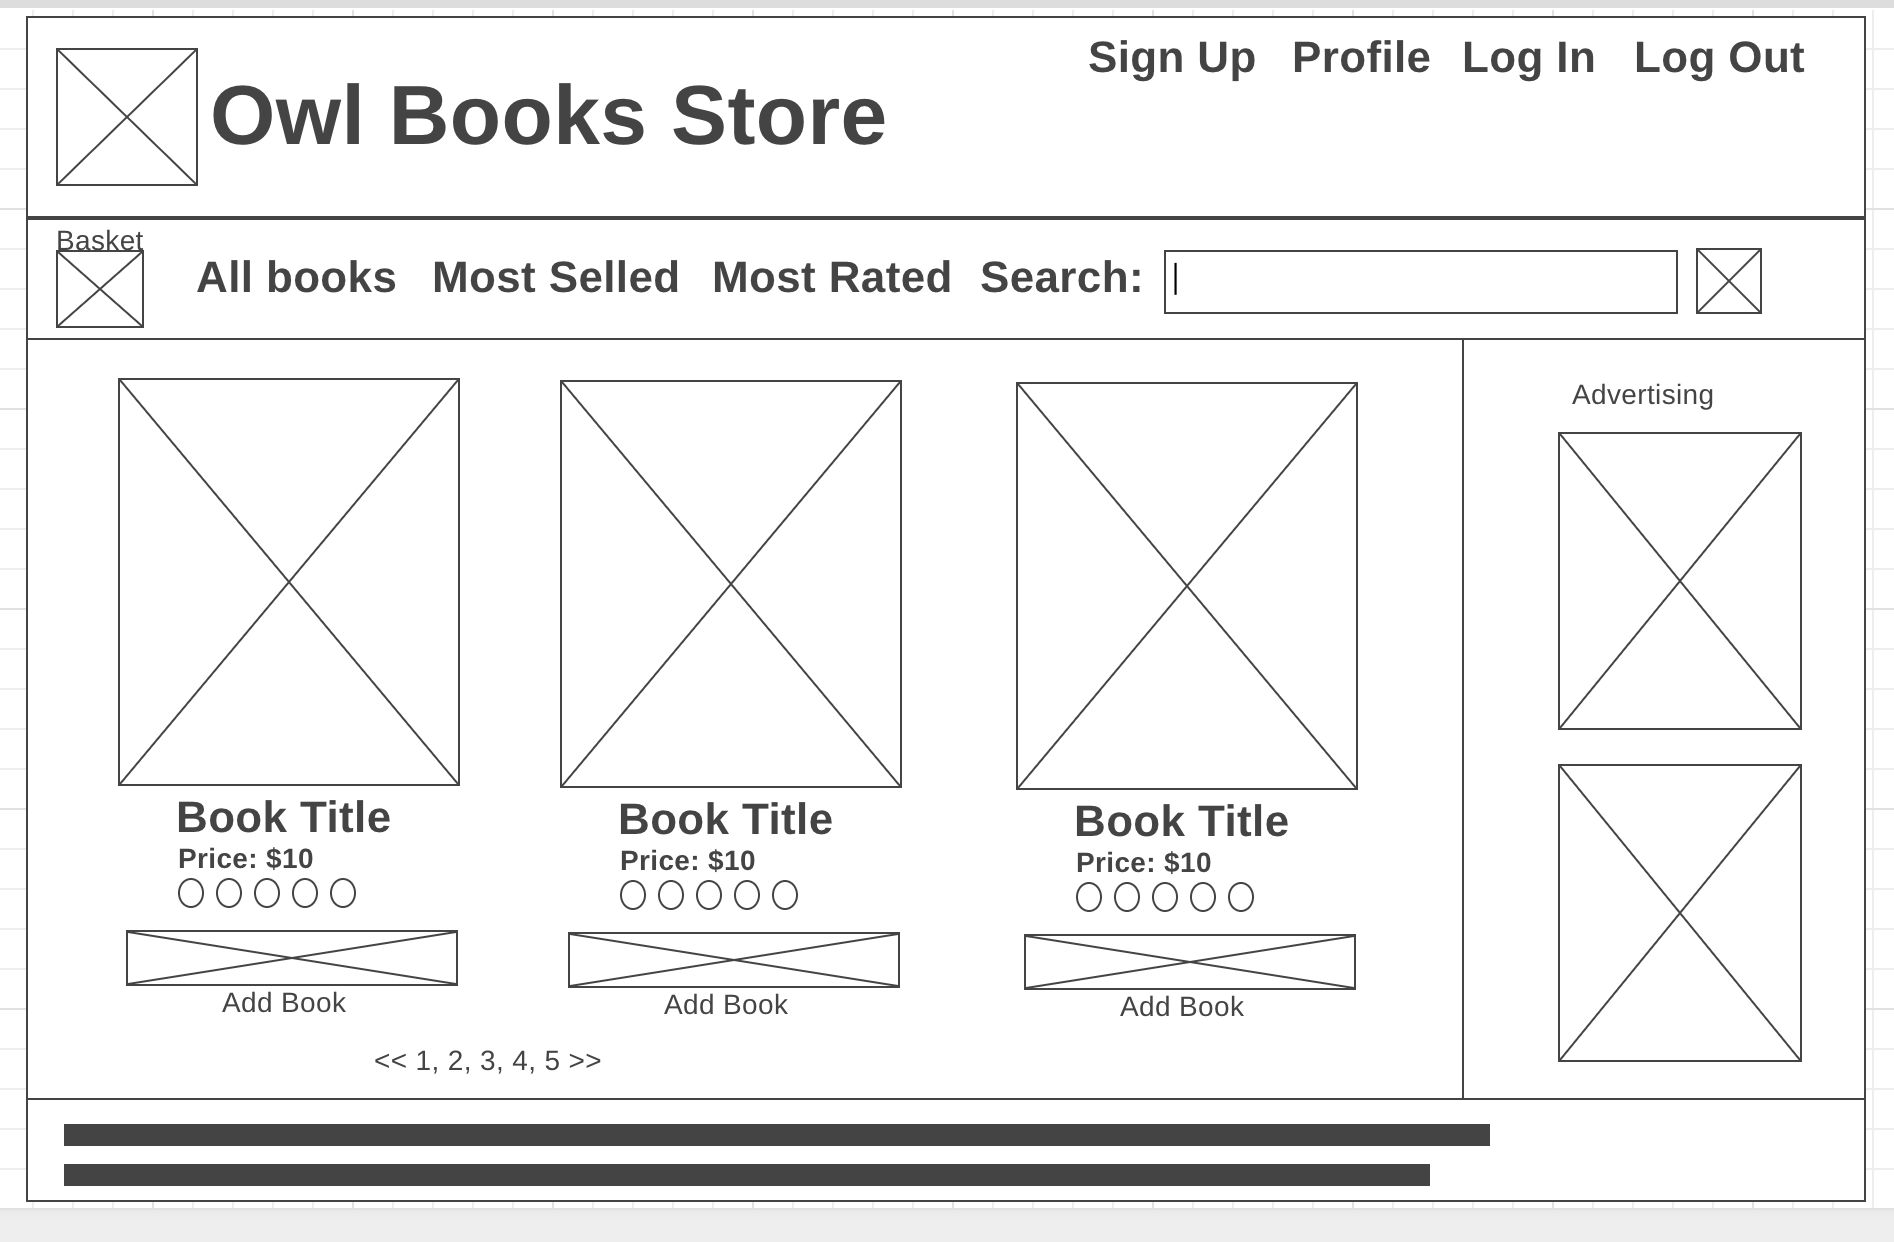 Sign Up Profile Log In Log Out
Owl Books Store
Basket
All books Most Selled Most Rated Search:
Advertising
Book Title Book Title Book Title
Price: $10 Price: $10 Price: $10
Add Book Add Book Add Book
<< 1, 2, 3, 4, 5 >>